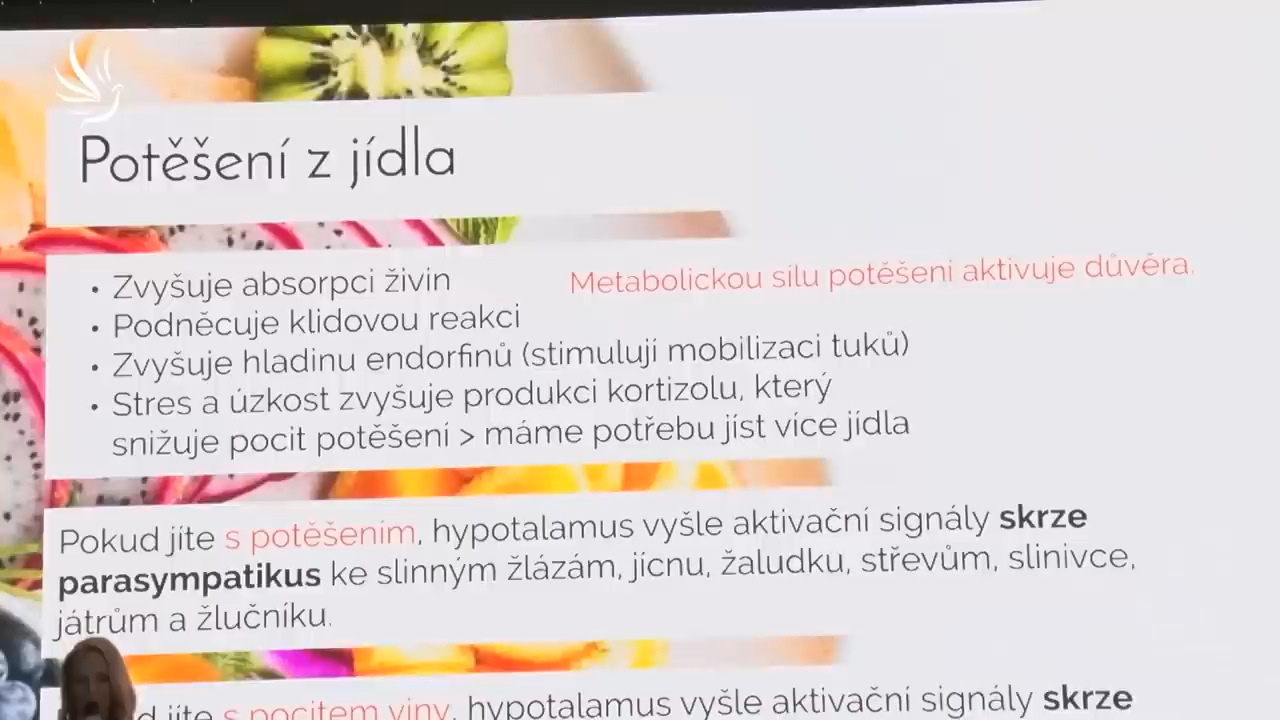 Potěšení z jídla
• Zvyšuje absorpci živin
Metabolickou sílu potěšení aktivuje důvěra.
• Podněcuje klidovou reakci
• Zvyšuje hladinu endorfinů (stimulují mobilizaci tuků)
• Stres a úzkost zvyšuje produkci kortizolu, který
snižuje pocit potěšení > máme potřebu jíst více jídla
Pokud jíte s potěšením, hypotalamus vyšle aktivační signály skrze
parasympatikus ke slinným žlázám, jícnu, žaludku, střevům, slinivce,
játrům a žlučníku.
jíte s pocitem viny, hypotalamus vyšle aktivační signály skrze